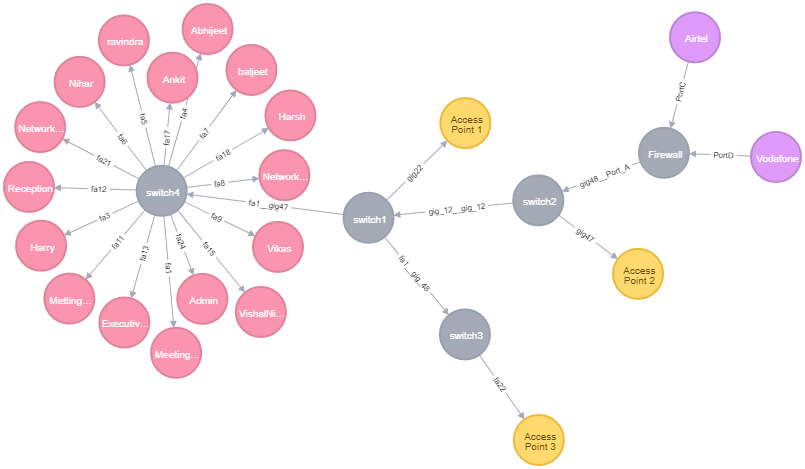 Abhijeet
ravindra
Airtel
baljeet
Ankit
Nihar
PortC
fa4
fa5
Harsh
fa17
fa7
Network...
fa6
Access
Point 1
fa18
Firewall
PortD
Vodafone
fa21
gig22
gig48__Port_A
Network...
fa8
Reception
fa12
switch4
fa1__gig47
switch2
gig_12__gig_12
switch1
fa3
fa9
Harry
fa11
fa24
fa15
Vikas
gig47
fa13
fa1
fa1__gig_48
Access
Point 2
Metting...
Admin
VishalNi...
Executiv...
switch3
Meeting...
fa22
Access
Point 3